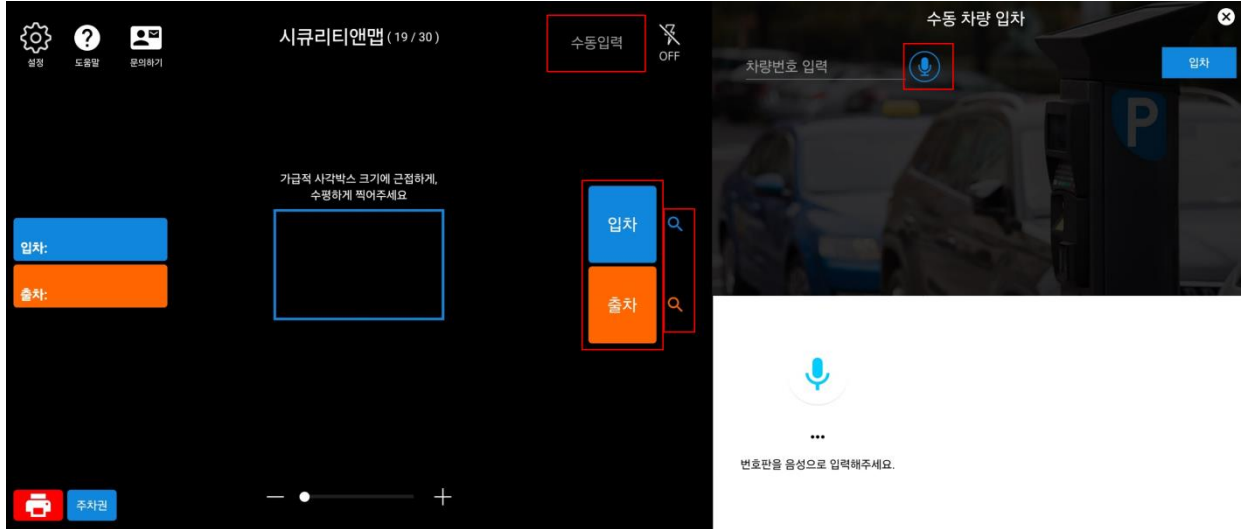 설정
도움말
문의하기
시큐리티앤맵 (19 / 30)
수동입력
OFF
가급적 사각박스 크기에 근접하게,
수평하게 찍어주세요
입차:
출차:
입차
출차
주차권
수동 차량 입차
차량번호 입력
입차
P
...
번호판을 음성으로 입력해주세요.